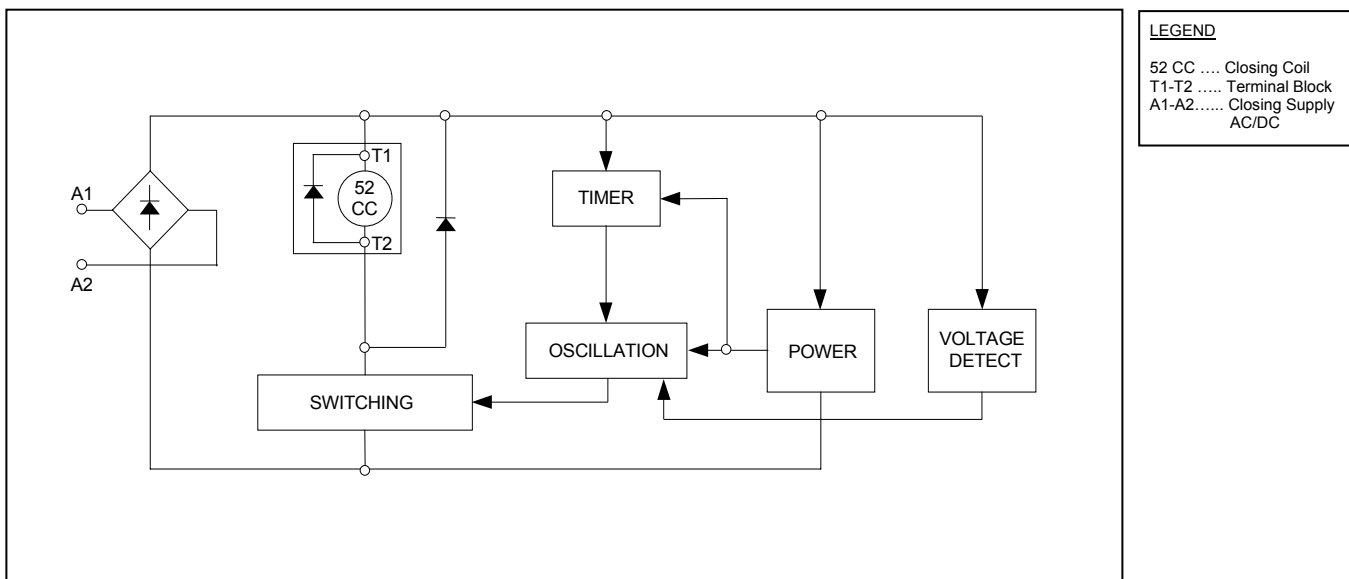 LEGEND
52 CC .... Closing Coil
T1-T2 ..... Terminal Block
A1-A2...... Closing Supply
AC/DC
A1
A2
T1
52
CC
T2
TIMER
OSCILLATION
SWITCHING
POWER
VOLTAGE
DETECT